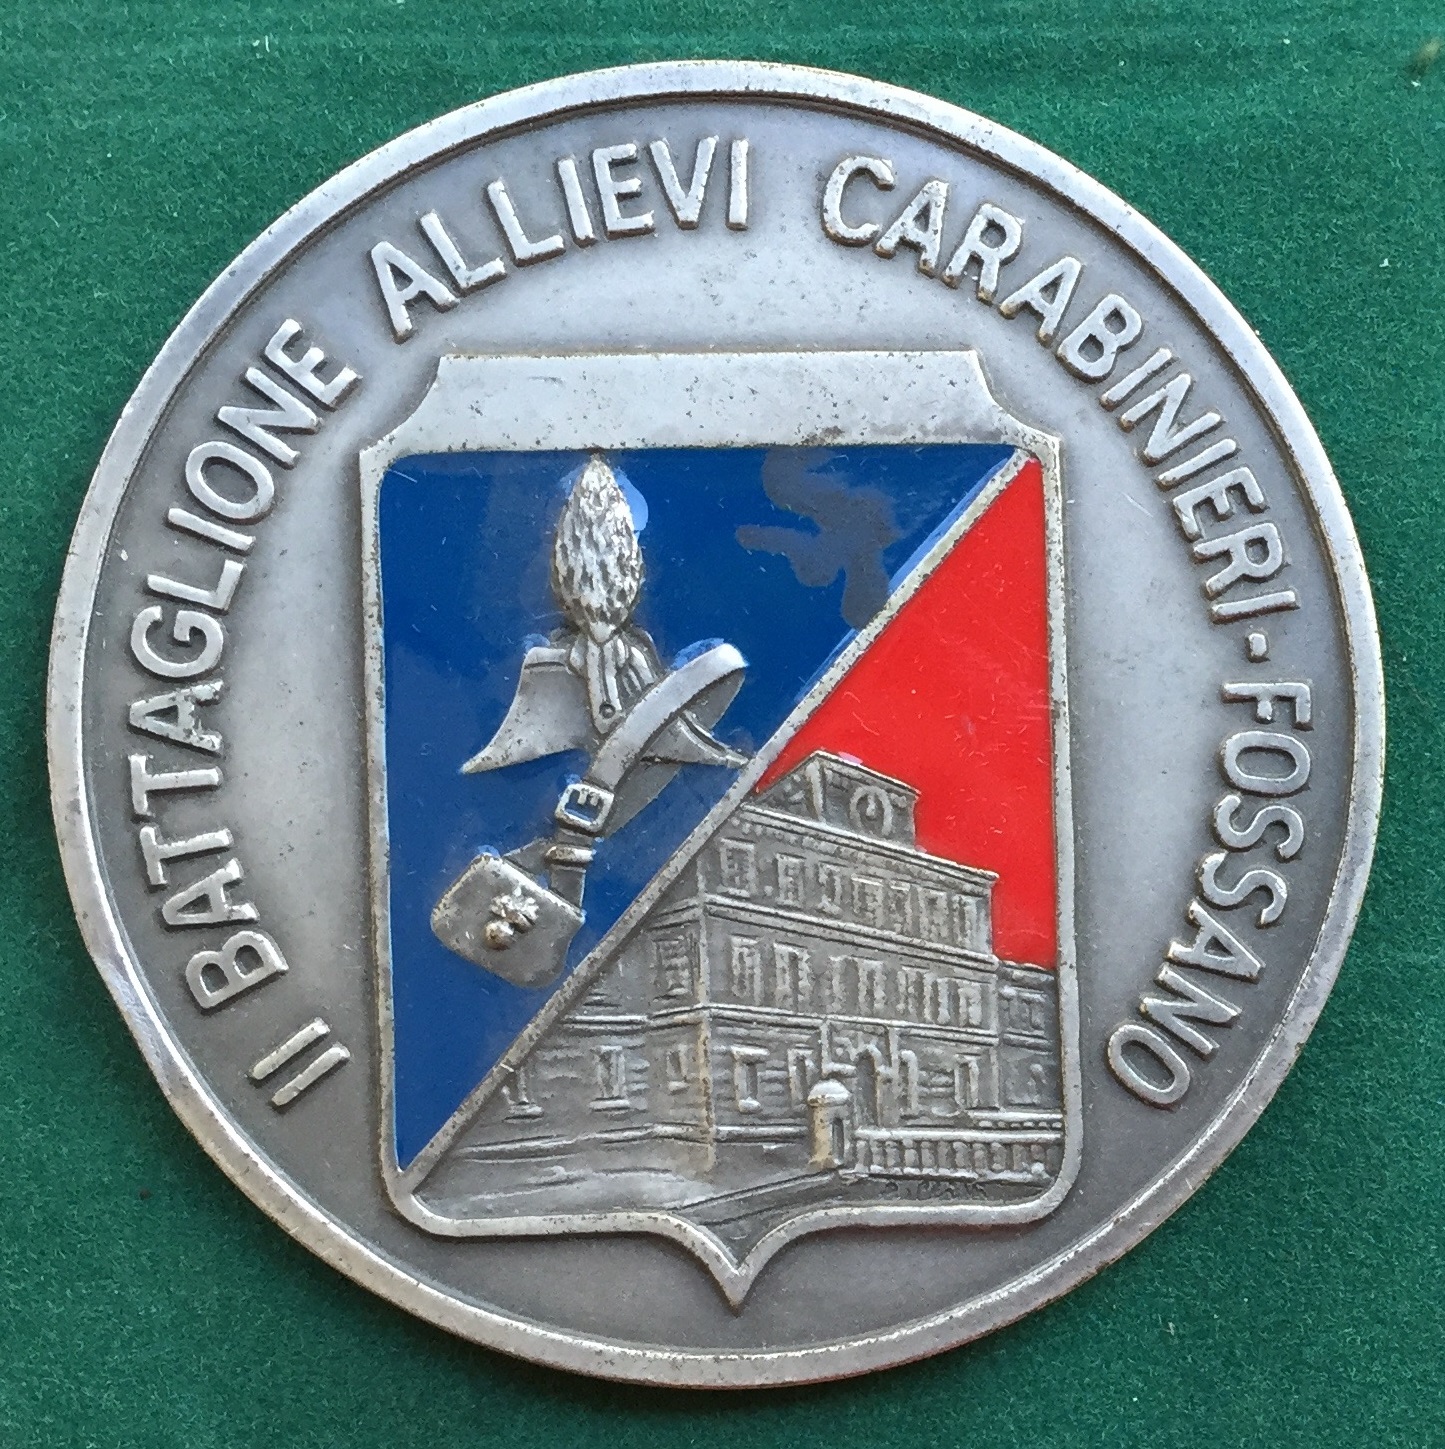 II BATTAGLIONE ALLIEVI CARABINIERI - FOSSANO